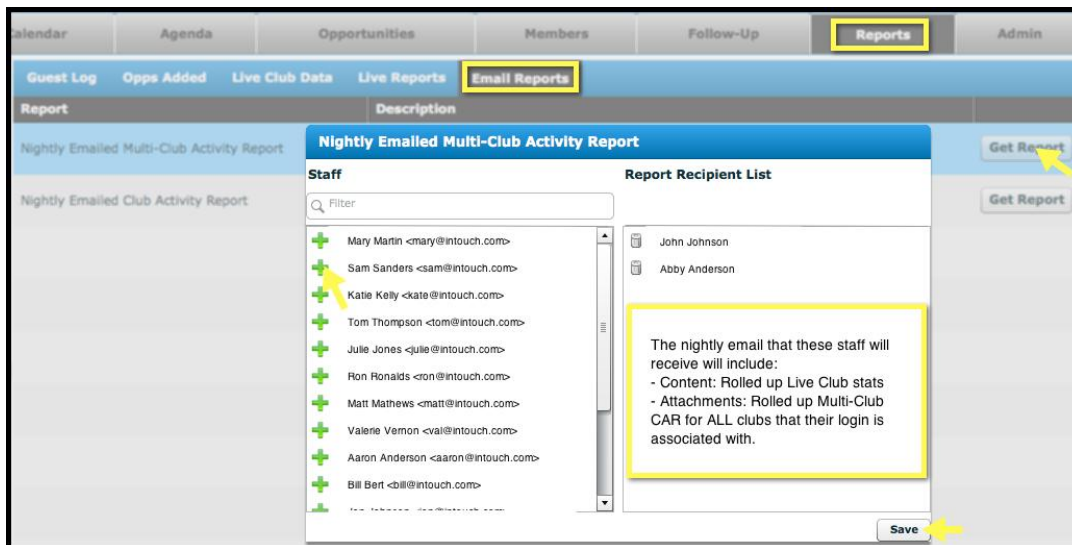 Calendar Agenda Opportunities Members Follow-Up Reports Admin
Guest Log Opps Added Live Club Data Live Reports Email Reports
Report Description
Nightly Emailed Multi-Club Activity Report Get Report
Nightly Emailed Club Activity Report Get Report
Nightly Emailed Multi-Club Activity Report
Staff Report Recipient List
Filter
Mary Martin <mary@intouch.com>
Sam Sanders <sam@intouch.com>
Katie Kelly <kate@intouch.com>
Tom Thompson <tom@intouch.com>
Julie Jones <julie@intouch.com>
Ron Ronalds <ron@intouch.com>
Matt Mathews <matt@intouch.com>
Valerie Vernon <val@intouch.com>
Aaron Anderson <aaron@intouch.com>
Bill Bert <bill@intouch.com>
John Johnson
Abby Anderson
The nightly email that these staff will
receive will include:
- Content: Rolled up Live Club stats
- Attachments: Rolled up Multi-Club
CAR for ALL clubs that their login is
associated with.
Save